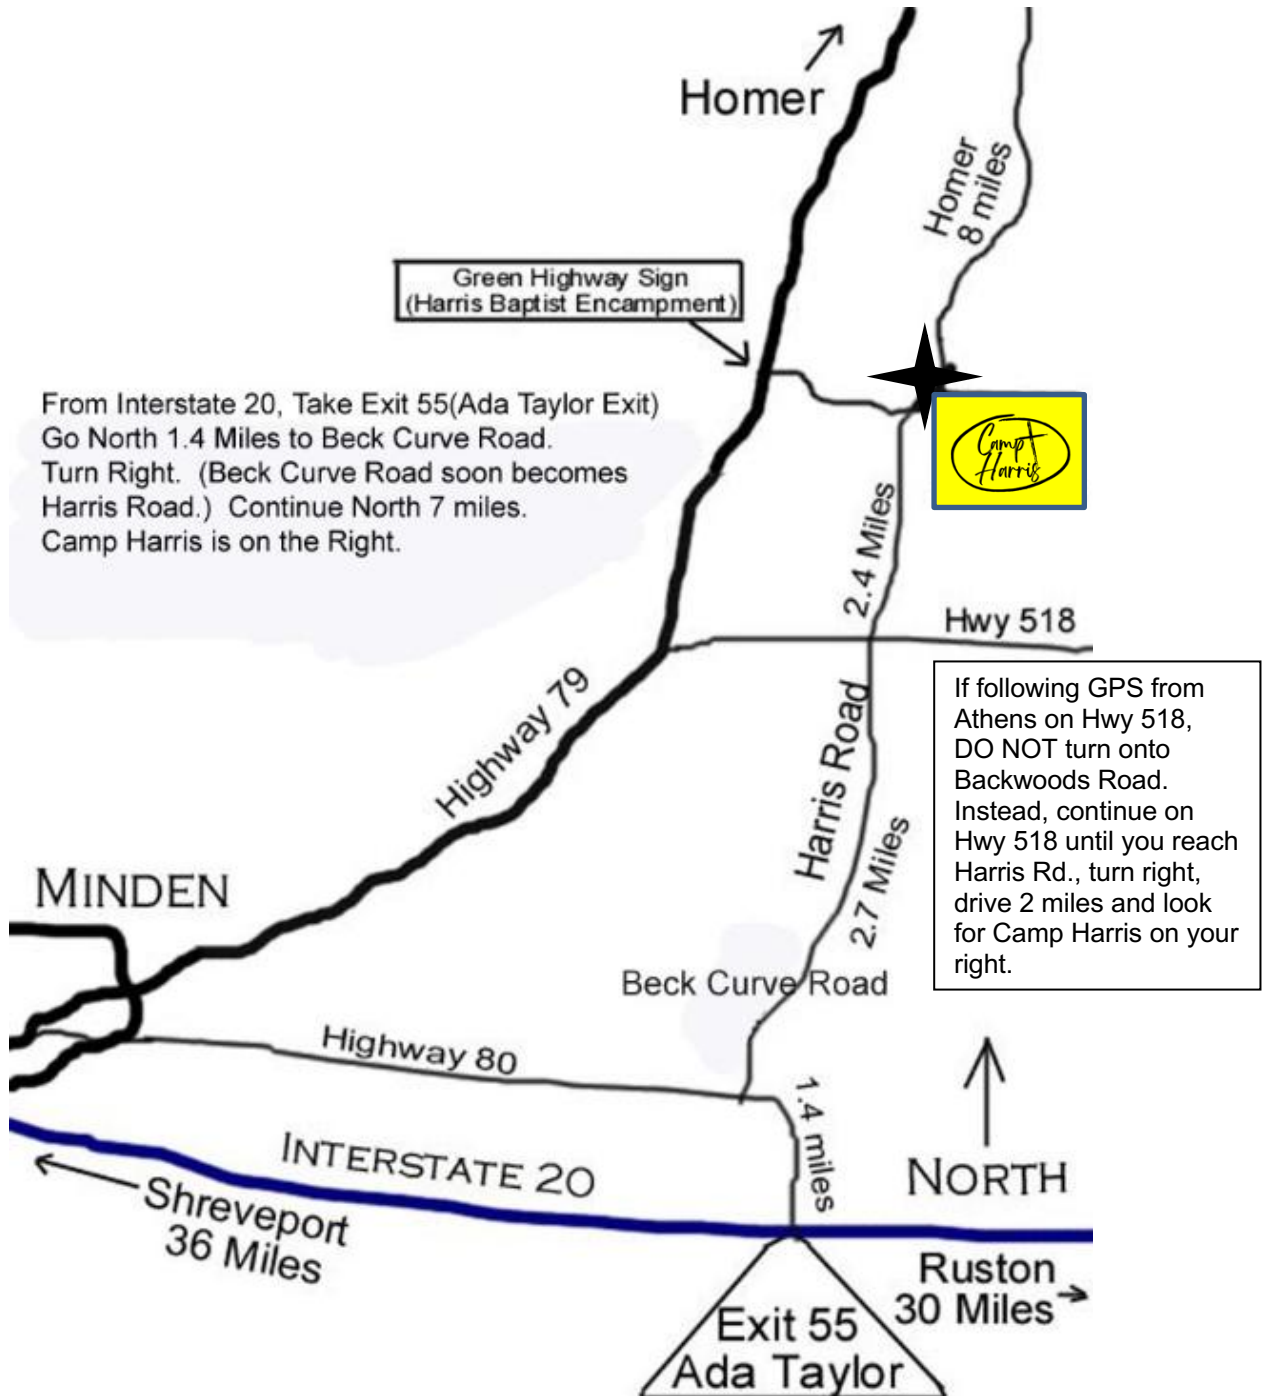 Homer
Homer
8 miles
Green Highway Sign
(Harris Baptist Encampment)
From Interstate 20, Take Exit 55(Ada Taylor Exit)
Go North 1.4 Miles to Beck Curve Road.
Turn Right.  (Beck Curve Road soon becomes
Harris Road.)  Continue North 7 miles.
Camp Harris is on the Right.
Camp
Harris
2.4 Miles
Hwy 518
Highway 79
Harris Road
If following GPS from
Athens on Hwy 518,
DO NOT turn onto
Backwoods Road.
Instead, continue on
Hwy 518 until you reach
Harris Rd., turn right,
drive 2 miles and look
for Camp Harris on your
right.
2.7 Miles
MINDEN
Beck Curve Road
Highway 80
1.4 miles
INTERSTATE 20
NORTH
Shreveport
36 Miles
Ruston
30 Miles
Exit 55
Ada Taylor